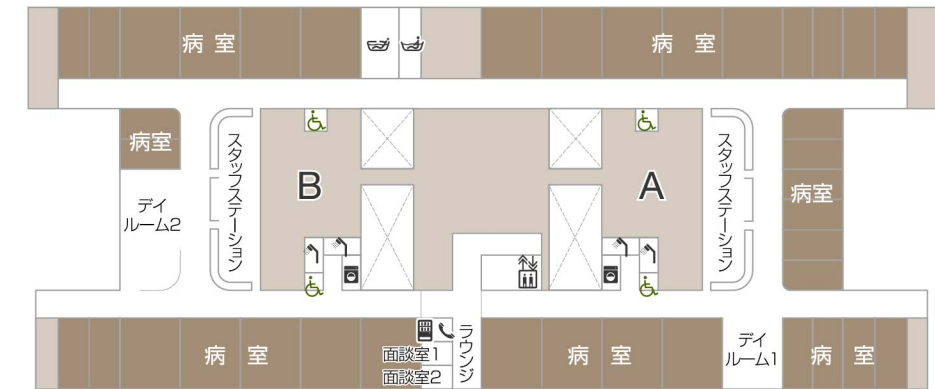 病 室
病 室
病室
スタッフステーション
B
A
スタッフステーション
病室
デイ
ルーム2
病 室
面談室1
面談室2
ラウンジ
病 室
デイ
ルーム1
病 室